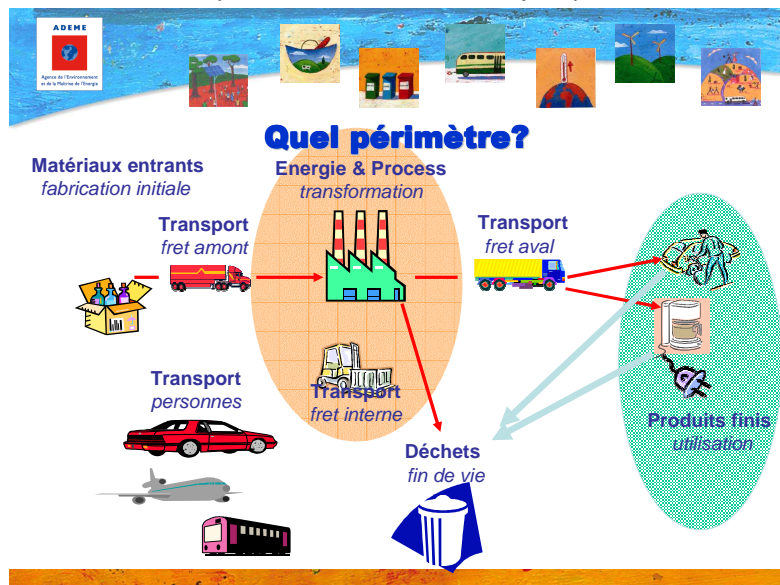 ADEME
Agence de l'Environnement
et de la Maîtrise de l'Energie
Quel périmètre?
Matériaux entrants
fabrication initiale
Energie & Process
transformation
Transport
fret amont
Transport
fret aval
Transport
personnes
Transport
fret interne
Produits finis
utilisation
Déchets
fin de vie